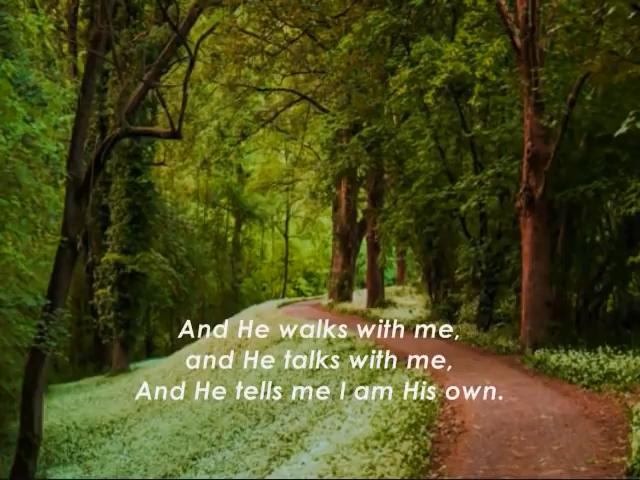 And He walks with me,
and He talks with me,
And He tells me I am His own.